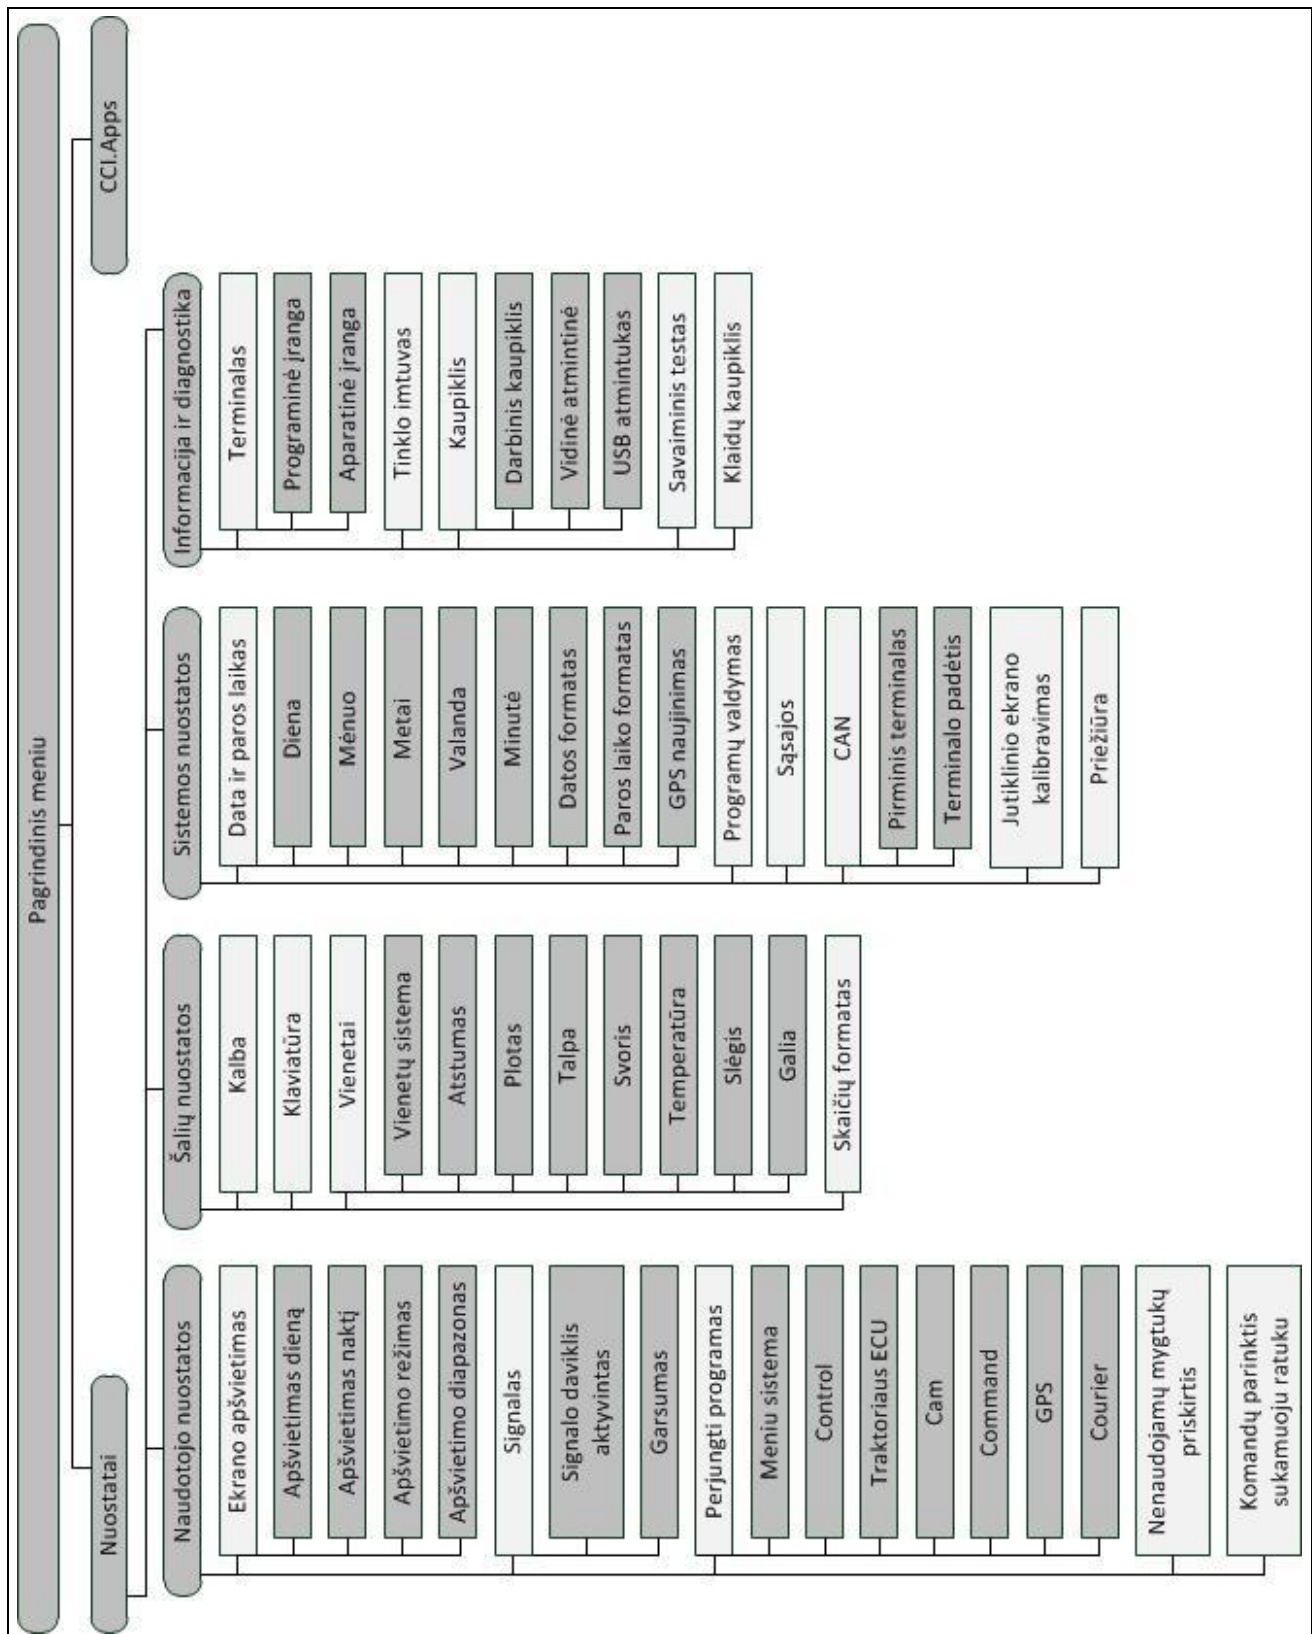 Pagrindinis meniu
Nuostatai
CCI.Apps
Naudotojo nuostatos
Ekrano apšvietimas
Apšvietimas dieną
Apšvietimas naktį
Apšvietimo režimas
Apšvietimo diapazonas
Signalas
Signalo daviklis
aktyvintas
Garsumas
Perjungti programas
Meniu sistema
Control
Traktoriaus ECU
Cam
Command
GPS
Courier
Nenaudojamų mygtukų
priskirtis
Komandų parinktis
sukamuoju ratuku
Šalių nuostatos
Kalba
Klaviatūra
Vienetai
Vienetų sistema
Atstumas
Plotas
Talpa
Svoris
Temperatūra
Slėgis
Galia
Skaičių formatas
Sistemos nuostatos
Data ir paros laikas
Diena
Mėnuo
Metai
Valanda
Minutė
Datos formatas
Paros laiko formatas
GPS naujinimas
Programų valdymas
Sąsajos
CAN
Pirminis terminalas
Terminalo padėtis
Jutiklinio ekrano
kalibravimas
Priežiūra
Informacija ir diagnostika
Terminalas
Programinė įranga
Aparatinė įranga
Tinklo imtuvas
Kaupiklis
Darbinis kaupiklis
Vidinė atmintinė
USB atmintukas
Savaiminis testas
Klaidų kaupiklis